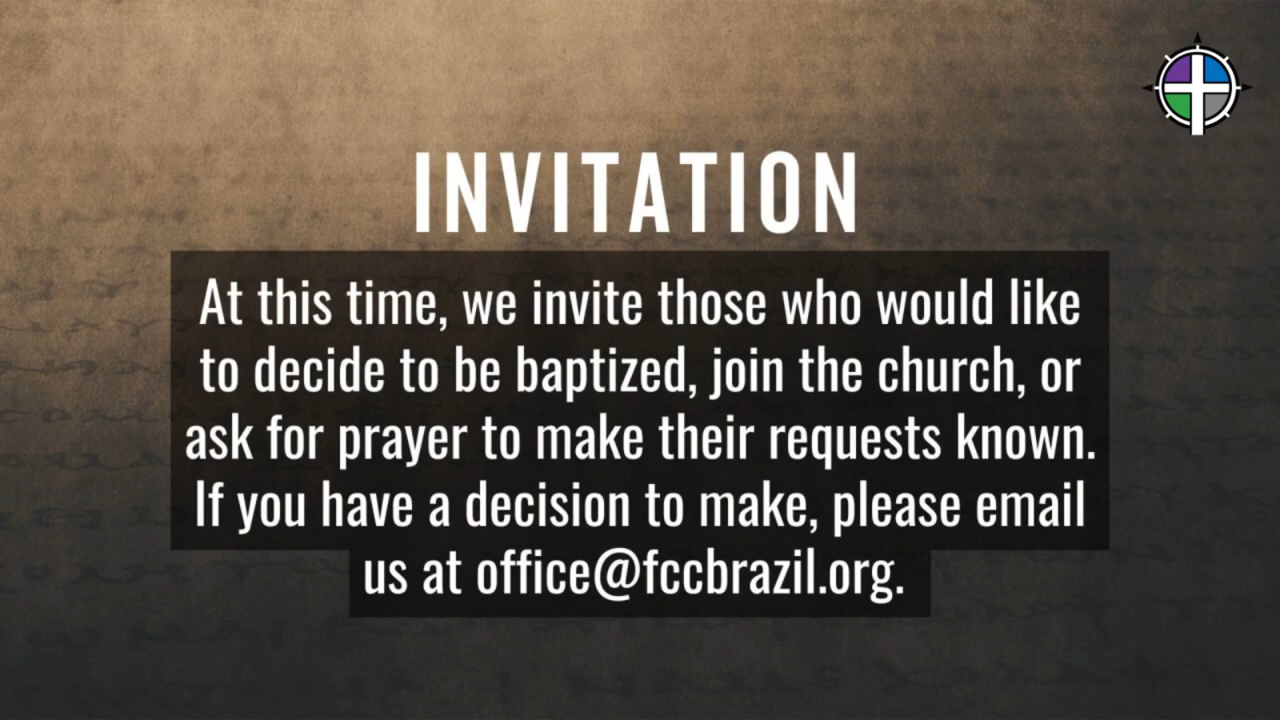 INVITATION
At this time, we invite those who would like
to decide to be baptized, join the church, or
ask for prayer to make their requests known.
If you have a decision to make, please email
us at office@fccbrazil.org.